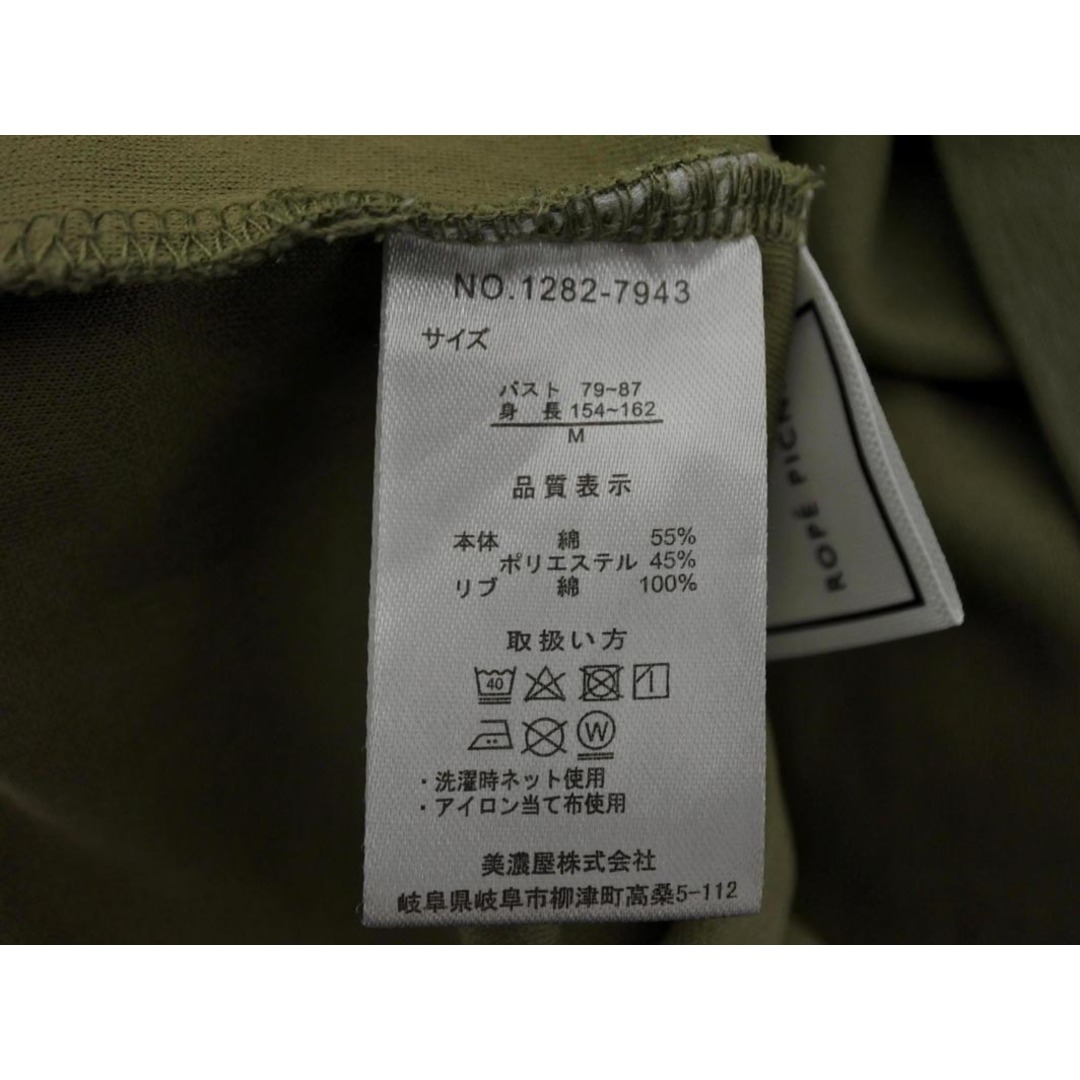 NO.1282-7943
サイズ
バスト 79~87
身 長 154~162
M
品質表示
本体 綿 55%
ポリエステル 45%
リブ 綿 100%
取扱い方
40
W
・洗濯時ネット使用
・アイロン当て布使用
美濃屋株式会社
岐阜県岐阜市柳津町高桑5-112
ROPÉ